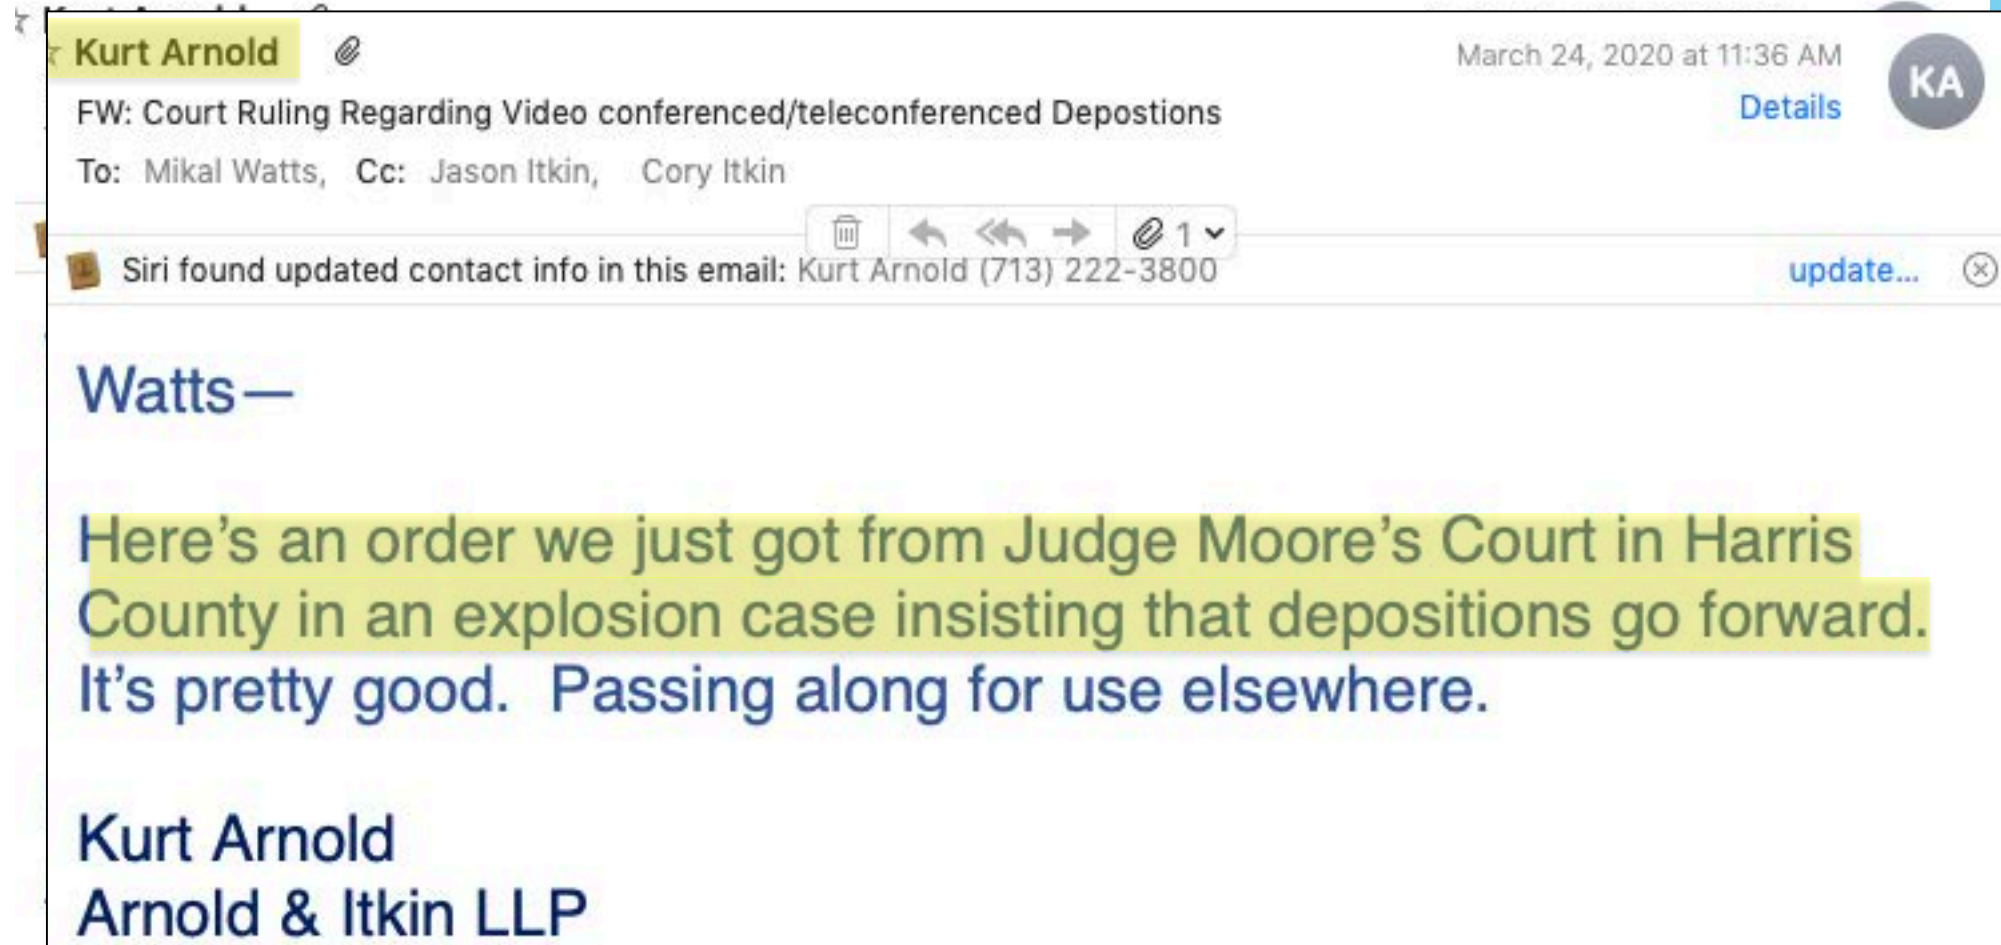 Kurt Arnold
March 24, 2020 at 11:36 AM
KA
FW: Court Ruling Regarding Video conferenced/teleconferenced Depostions
Details
To: Mikal Watts, Cc: Jason Itkin, Cory Itkin
1
Siri found updated contact info in this email: Kurt Arnold (713) 222-3800
update...
Watts—
Here’s an order we just got from Judge Moore’s Court in Harris
County in an explosion case insisting that depositions go forward.
It’s pretty good.  Passing along for use elsewhere.
Kurt Arnold
Arnold & Itkin LLP